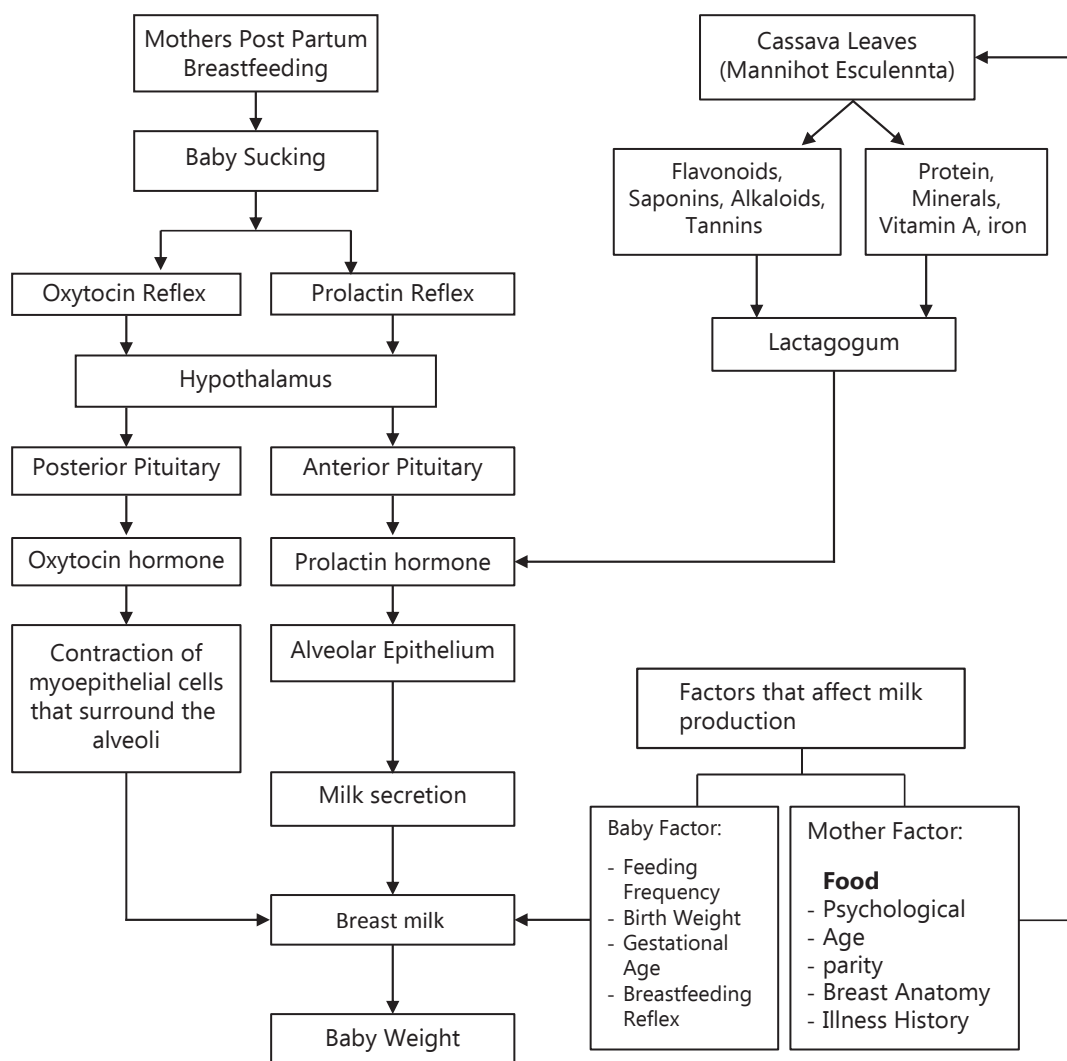 Mothers Post Partum
Breastfeeding
Baby Sucking
Oxytocin Reflex
Prolactin Reflex
Hypothalamus
Posterior Pituitary
Anterior Pituitary
Oxytocin hormone
Prolactin hormone
Contraction of
myoepithelial cells
that surround the
alveoli
Alveolar Epithelium
Milk secretion
Breast milk
Baby Weight
Cassava Leaves
(Mannihot Esculennta)
Flavonoids,
Saponins, Alkaloids,
Tannins
Protein,
Minerals,
Vitamin A, iron
Lactagogum
Factors that affect milk
production
Baby Factor:
- Feeding
Frequency
- Birth Weight
- Gestational
Age
- Breastfeeding
Reflex
Mother Factor:
Food
- Psychological
- Age
- parity
- Breast Anatomy
- Illness History